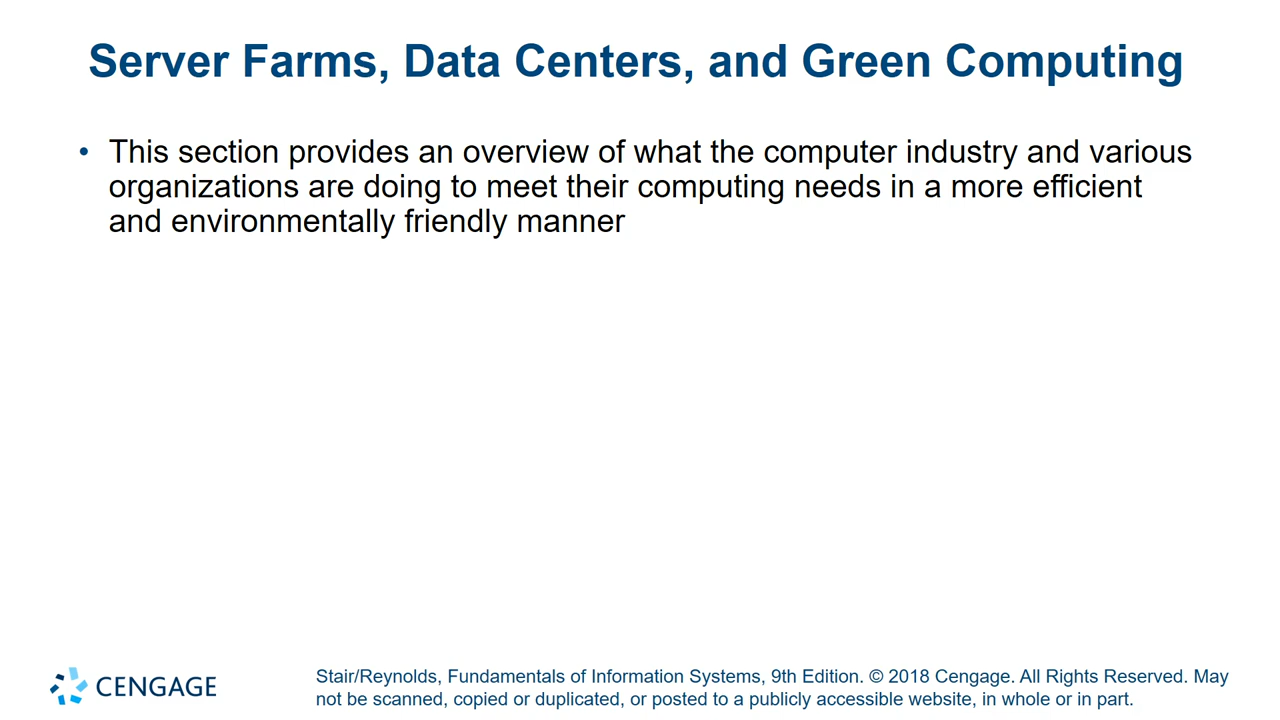 Server Farms, Data Centers, and Green Computing
• This section provides an overview of what the computer industry and various
organizations are doing to meet their computing needs in a more efficient
and environmentally friendly manner
CENGAGE
Stair/Reynolds, Fundamentals of Information Systems, 9th Edition. © 2018 Cengage. All Rights Reserved. May
not be scanned, copied or duplicated, or posted to a publicly accessible website, in whole or in part.